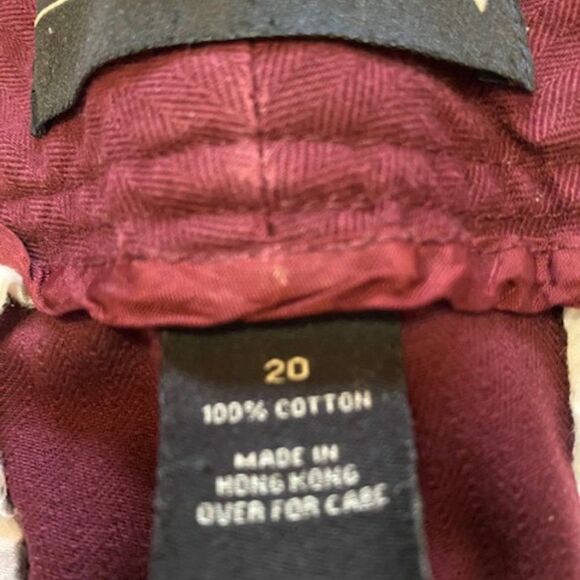 20
100% COTTON
MADE IN
HONG KONG
OVER FOR CARE